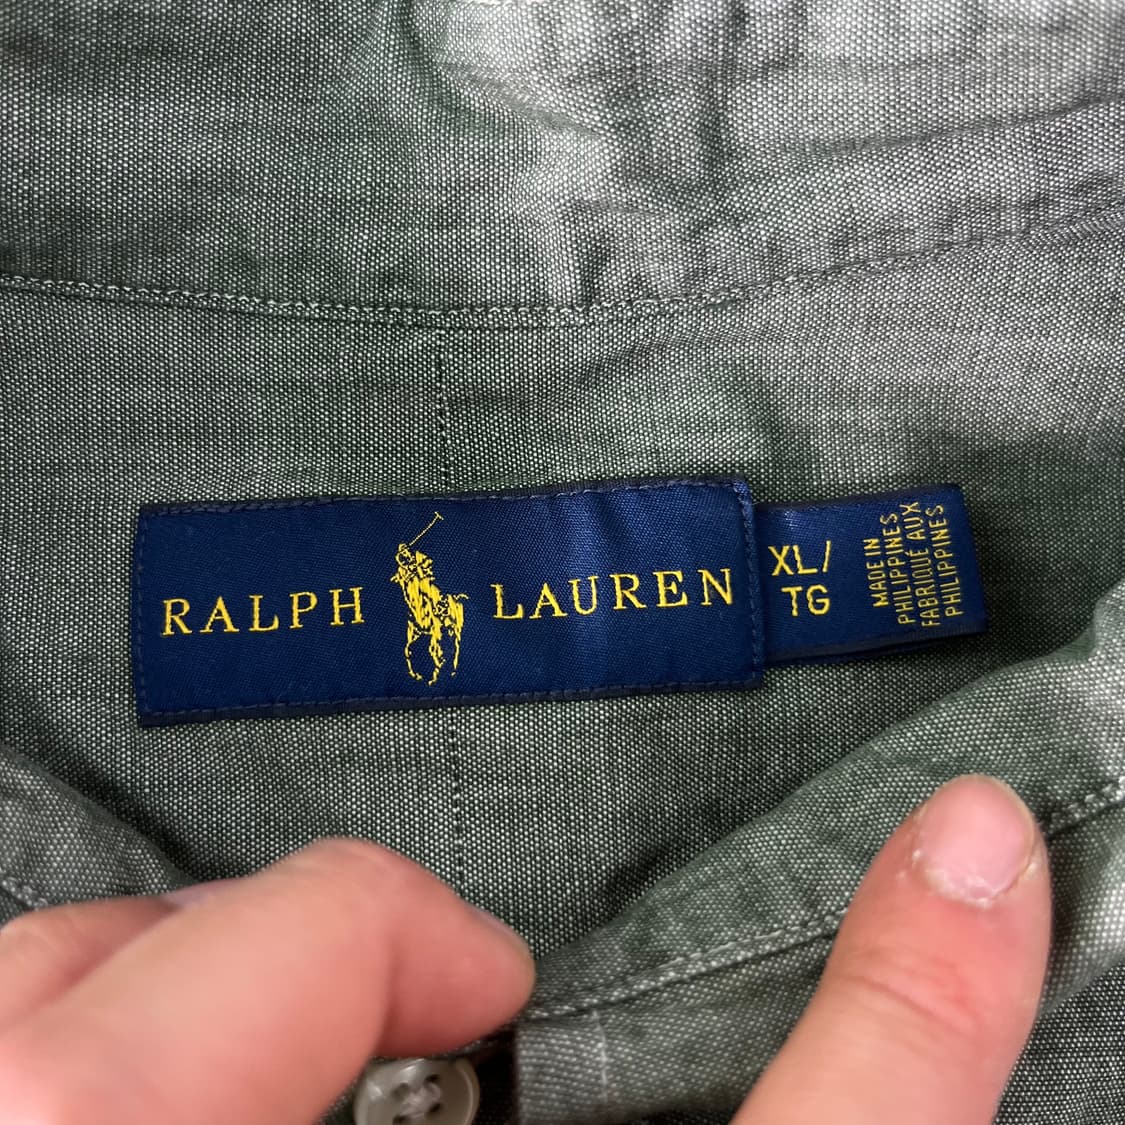 RALPH LAUREN
XL/
TG
MADE IN
PHILIPPINES
FABRIQUÉ AUX
PHILIPPINES